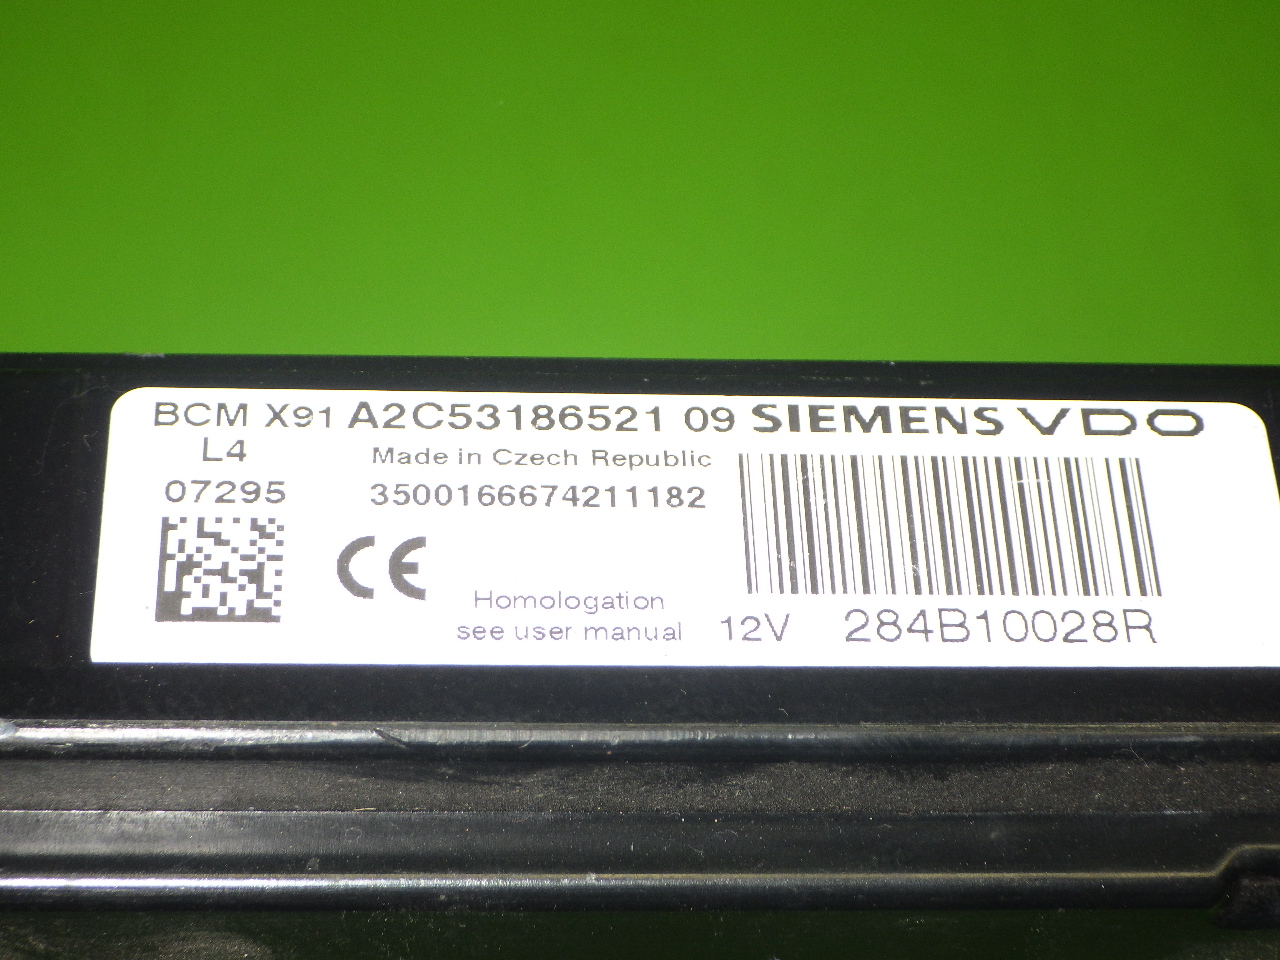 BCM X91 A2C53186521 09 SIEMENS VDO
L4
Made in Czech Republic
07295
3500166674211182
CE
Homologation
see user manual
12V
284B10028R